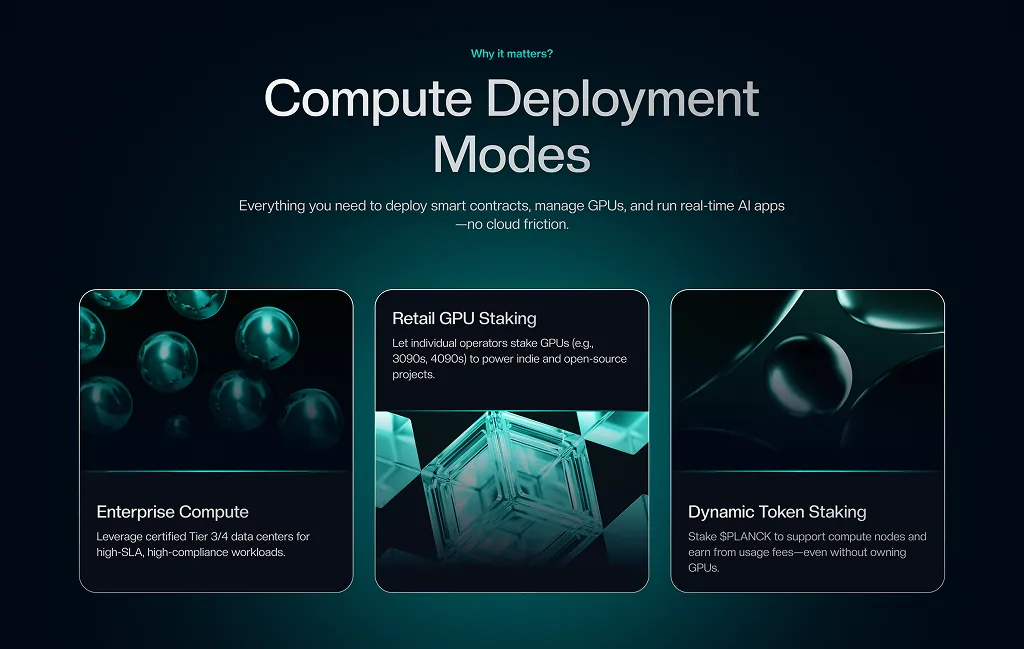 Why it matters?
Compute Deployment
Modes
Everything you need to deploy smart contracts, manage GPUs, and run real-time AI apps
—no cloud friction.
Enterprise Compute
Leverage certified Tier 3/4 data centers for
high-SLA, high-compliance workloads.
Retail GPU Staking
Let individual operators stake GPUs (e.g.,
3090s, 4090s) to power indie and open-source
projects.
Dynamic Token Staking
Stake $PLANCK to support compute nodes and
earn from usage fees—even without owning
GPUs.